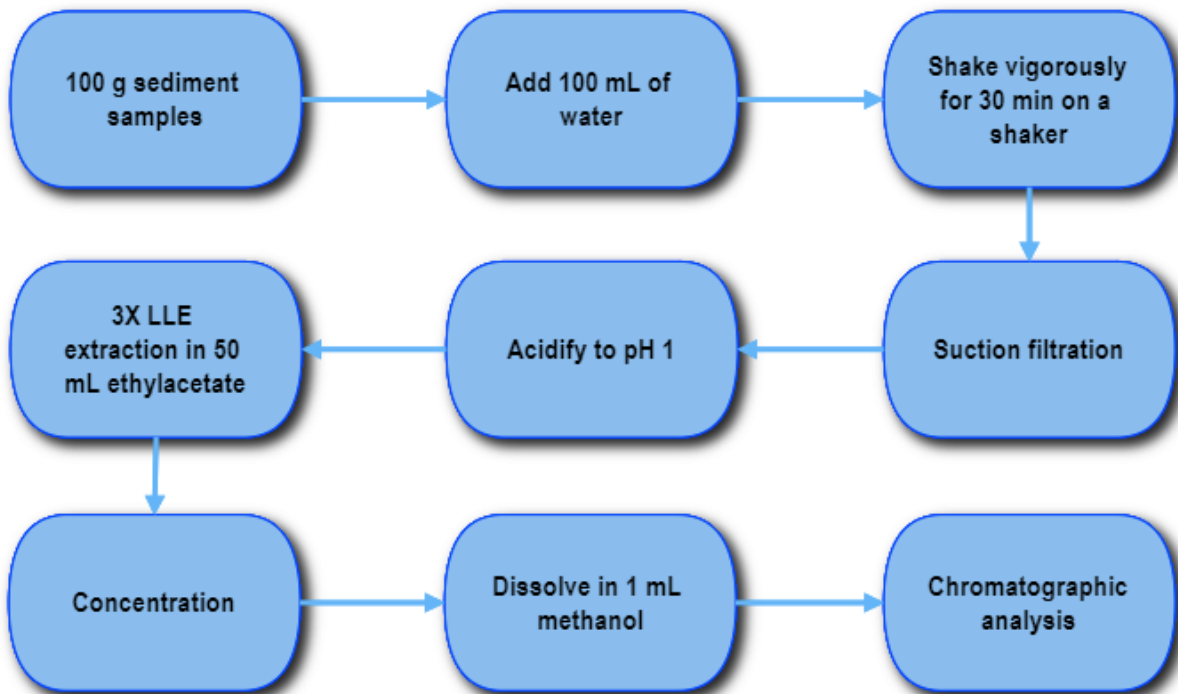 100 g sediment
samples
Add 100 mL of
water
Shake vigorously
for 30 min on a
shaker
Suction filtration
Acidify to pH 1
3X LLE
extraction in 50
mL ethylacetate
Concentration
Dissolve in 1 mL
methanol
Chromatographic
analysis